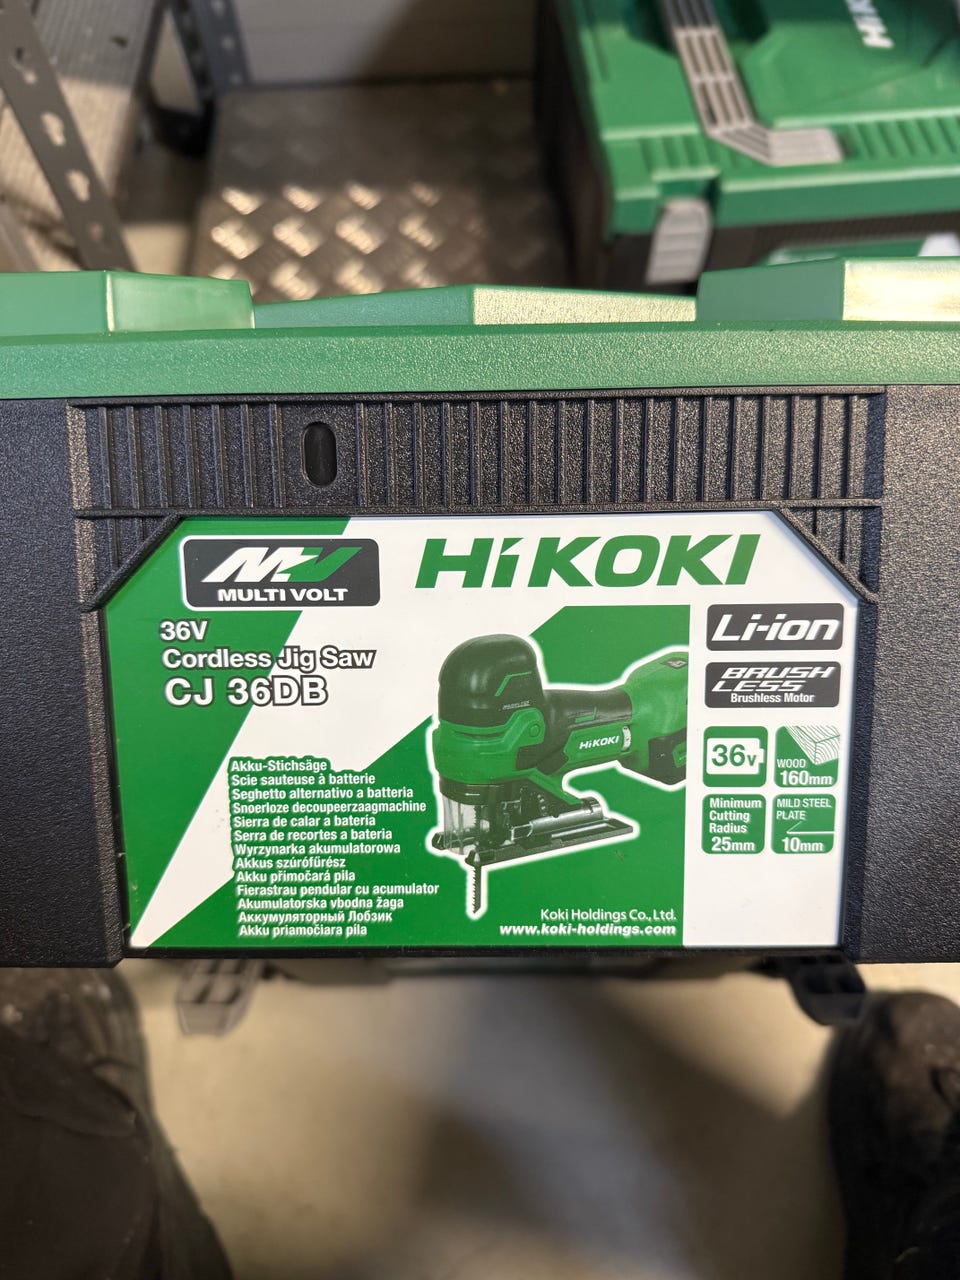 HiKOKI
MULTI VOLT
HiKOKI
36V
Cordless Jig Saw
CJ 36DB
Li-ion
BRUSH
LESS
Brushless Motor
HiKOKI
36V
WOOD
160mm
Minimum
Cutting
Radius
25mm
MILD STEEL
PLATE
10mm
Akku-Stichsäge
Scie sauteuse à batterie
Seghetto alternativo a batteria
Snoerloze decoupeerzaagmachine
Sierra de calar a batería
Serra de recortes a bateria
Wyrzynarka akumulatorowa
Akkus szúrófűrész
Akku přímočará pila
Fierastrau pendular cu acumulator
Akumulatorska vbodna žaga
Аккумуляторный Лобзик
Akku priamočiara píla
Koki Holdings Co., Ltd.
www.koki-holdings.com